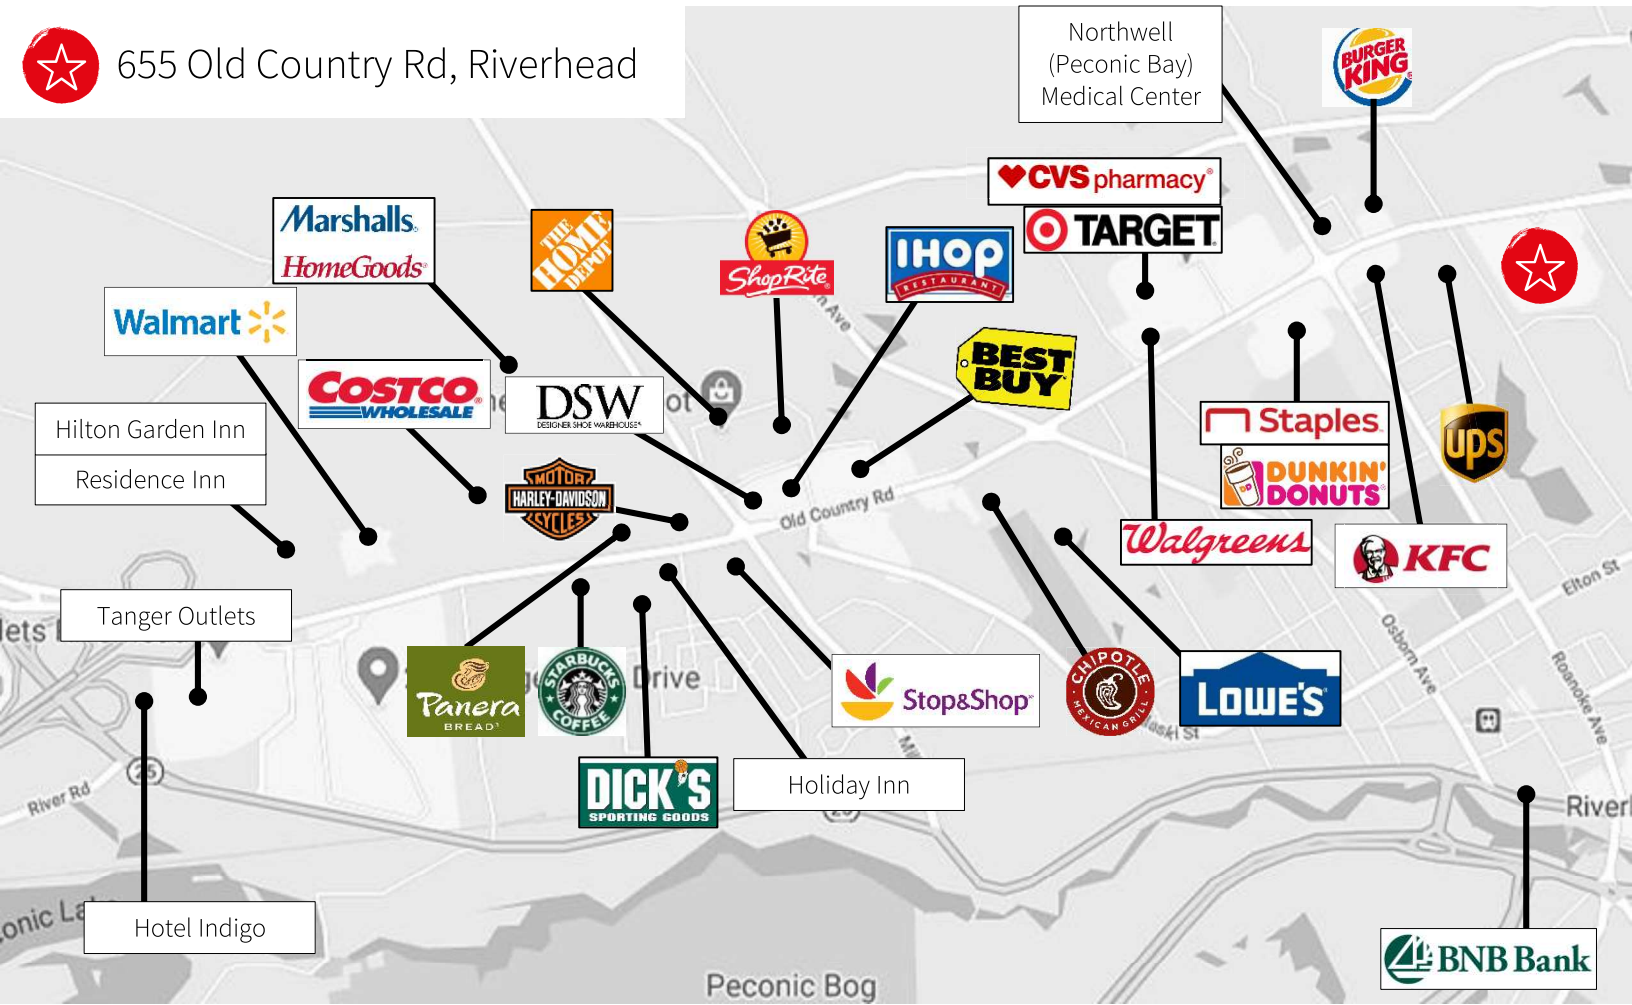 655 Old Country Rd, Riverhead
Northwell
(Peconic Bay)
Medical Center
BURGER
KING
CVS pharmacy
TARGET
Marshalls.
HomeGoods
THE
HOME
DEPOT
ShopRite
IHOP
RESTAURANT
Walmart
BEST
BUY
COSTCO
WHOLESALE
DSW
DESIGNER SHOE WAREHOUSE
Hilton Garden Inn
Residence Inn
MOTOR
HARLEY-DAVIDSON
CYCLES
Old Country Rd
Staples
DUNKIN'
DONUTS
DD
ups
Walgreens
KFC
Elton St
Tanger Outlets
Osborn Ave
Roanoke Ave
Panera
BREAD
STARBUCKS
COFFEE
Drive
Stop&Shop
CHIPOTLE
MEXICAN GRILL
LOWE'S
25
River Rd
DICK'S
SPORTING GOODS
Holiday Inn
Hotel Indigo
BNB Bank
Peconic Bog